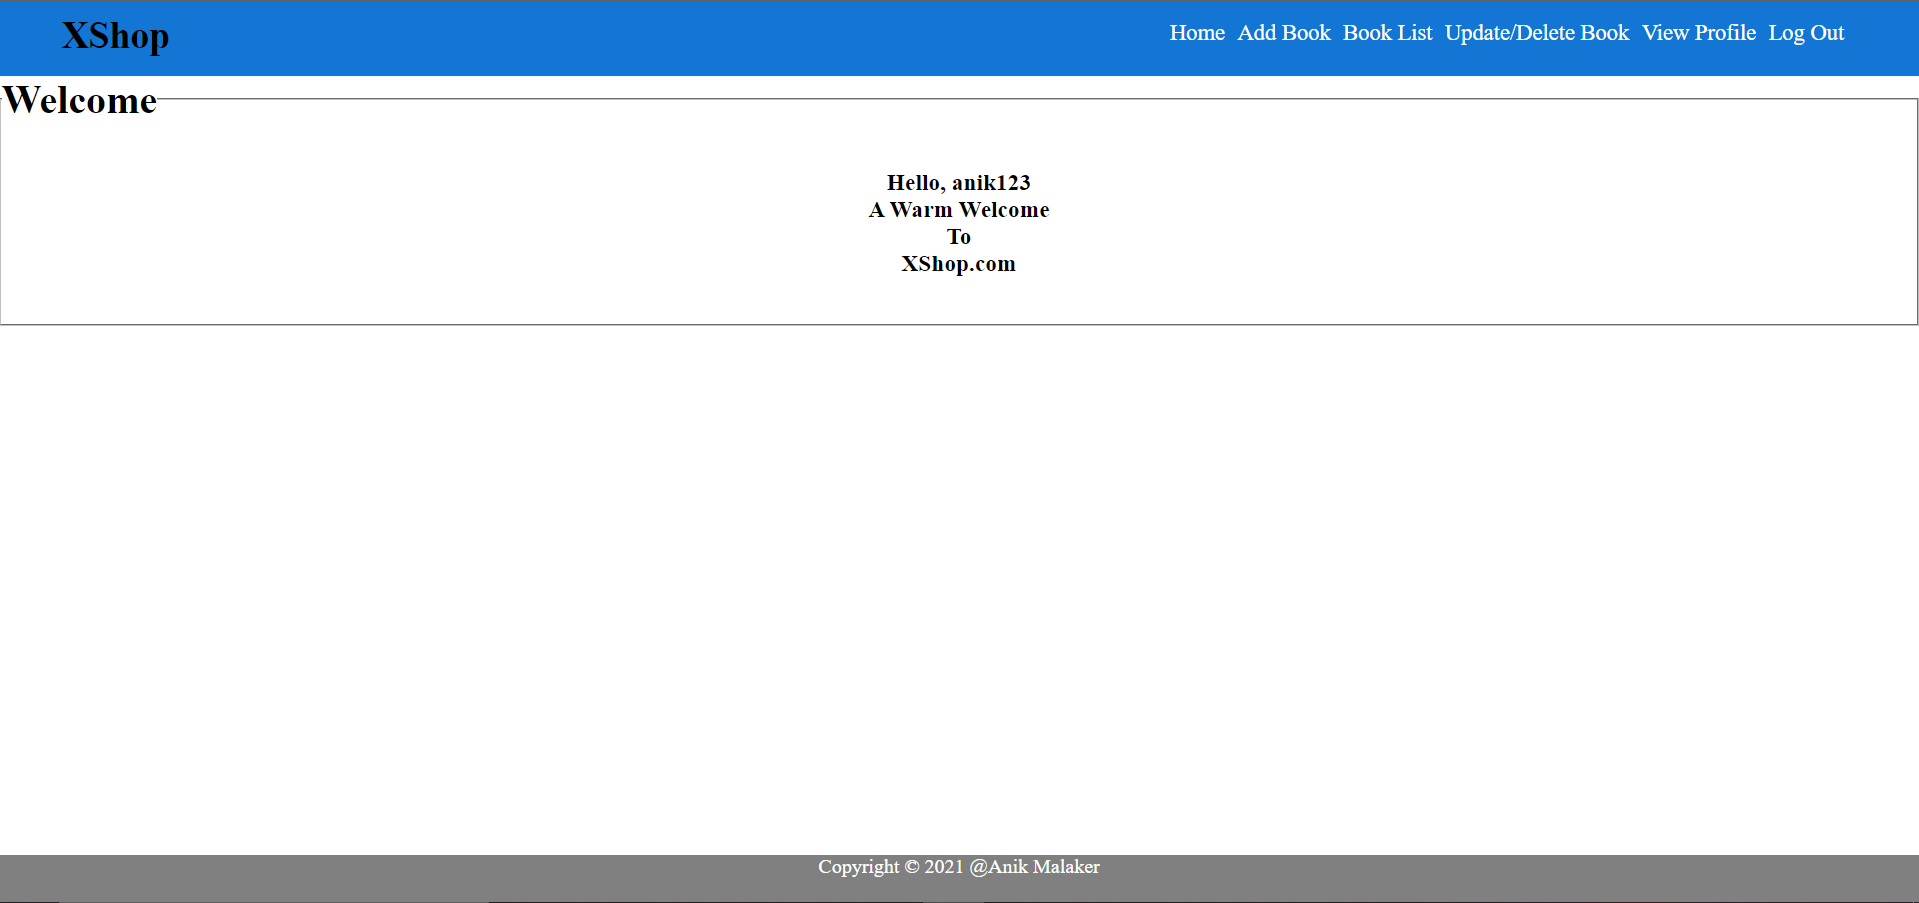 XShop
Home Add Book Book List Update/Delete Book View Profile Log Out
Welcome
Hello, anik123
A Warm Welcome
To
XShop.com
Copyright © 2021 @Anik Malaker